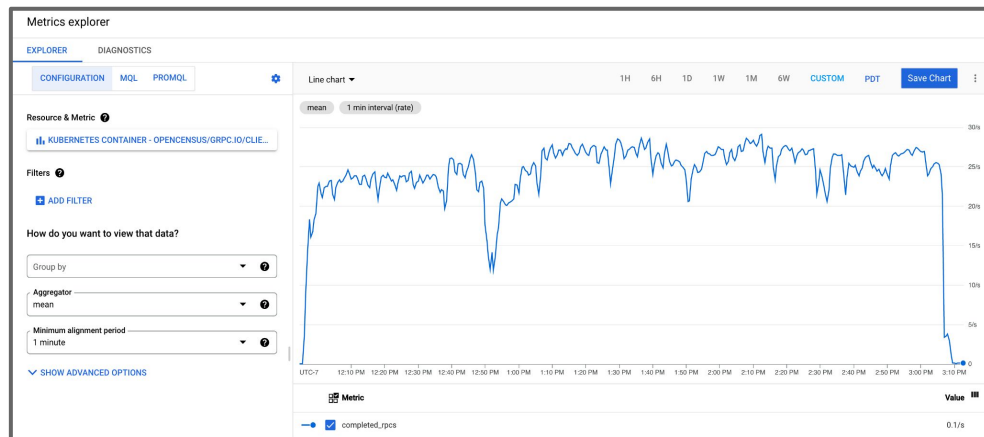 Metrics explorer
EXPLORER DIAGNOSTICS
CONFIGURATION MQL PROMQL
Resource & Metric
KUBERNETES CONTAINER - OPENCENSUS/GRPC.IO/CLIE...
Filters
ADD FILTER
How do you want to view that data?
Group by
Aggregator
mean
Minimum alignment period
1 minute
SHOW ADVANCED OPTIONS
Line chart 1H 6H 1D 1W 1M 6W CUSTOM PDT Save Chart
mean 1 min interval (rate)
30/s
25/s
20/s
15/s
10/s
5/s
0
UTC-7 12:10 PM 12:20 PM 12:30 PM 12:40 PM 12:50 PM 1:00 PM 1:10 PM 1:20 PM 1:30 PM 1:40 PM 1:50 PM 2:00 PM 2:10 PM 2:20 PM 2:30 PM 2:40 PM 2:50 PM 3:00 PM 3:10 PM
Metric Value
completed_rpcs 0.1/s